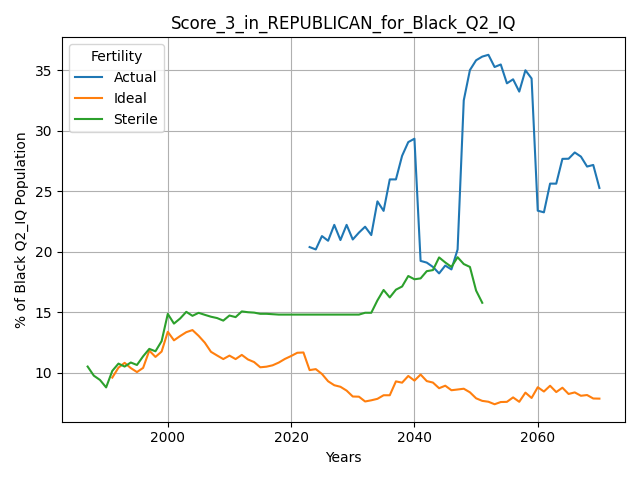 Score_3_in_REPUBLICAN_for_Black_Q2_IQ
Fertility
Actual
Ideal
Sterile
% of Black Q2_IQ Population
35
30
25
20
15
10
2000
2020
2040
2060
Years